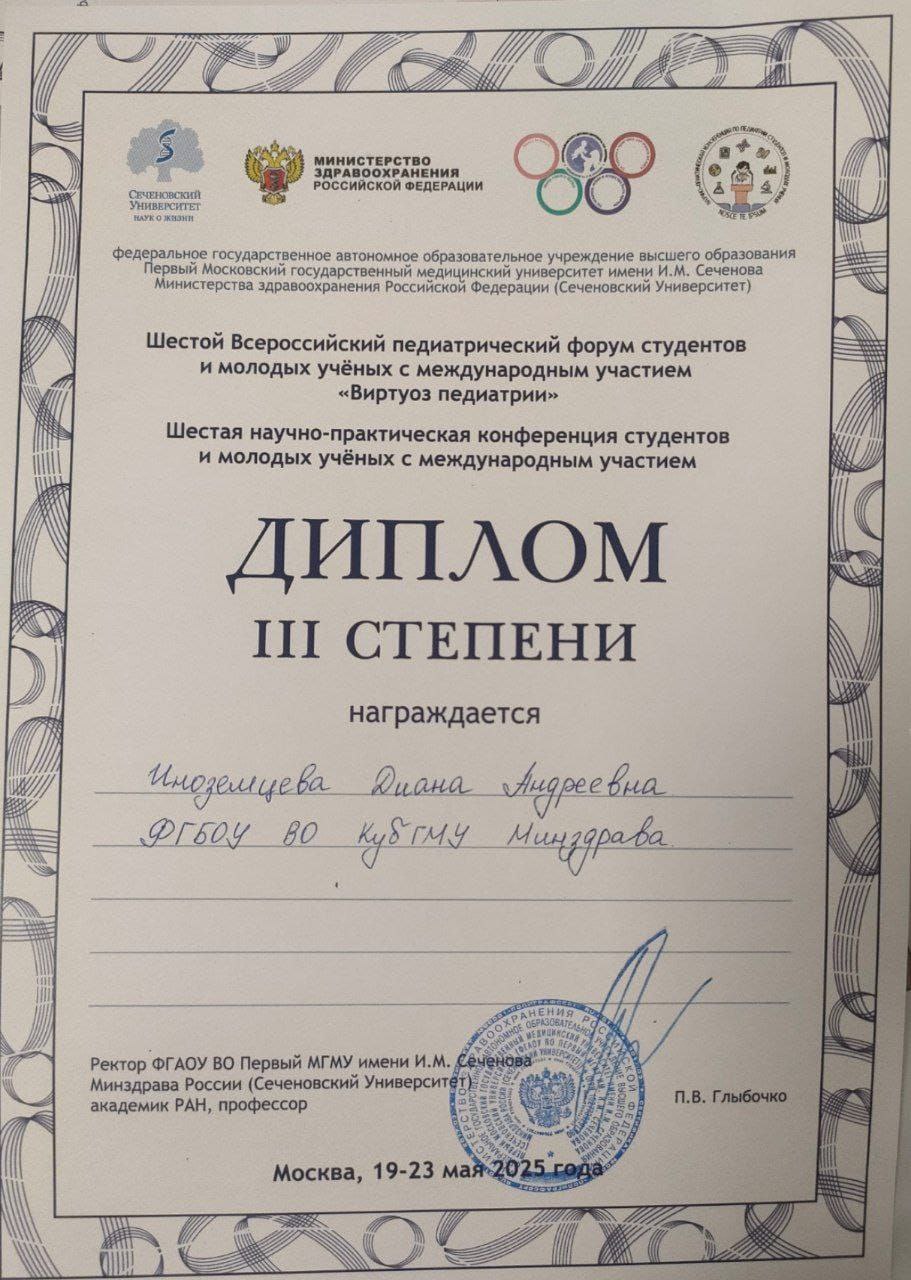 Сеченовский
Университет
наук о жизни
Министерство
здравоохранения
Российской Федерации
NOSCE TE IPSUM
федеральное государственное автономное образовательное учреждение высшего образования
Первый Московский государственный медицинский университет имени И.М. Сеченова
Министерства здравоохранения Российской Федерации (Сеченовский Университет)
Шестой Всероссийский педиатрический форум студентов
и молодых учёных с международным участием
«Виртуоз педиатрии»
Шестая научно-практическая конференция студентов
и молодых учёных с международным участием
ДИПЛОМ
III СТЕПЕНИ
награждается
Иноземцева Диана Андреевна
ФГБОУ ВО КубГМУ Минздрава
Ректор ФГАОУ ВО Первый МГМУ имени И.М. Сеченова
Минздрава России (Сеченовский Университет)
академик РАН, профессор
П.В. Глыбочко
Москва, 19-23 мая 2025 года